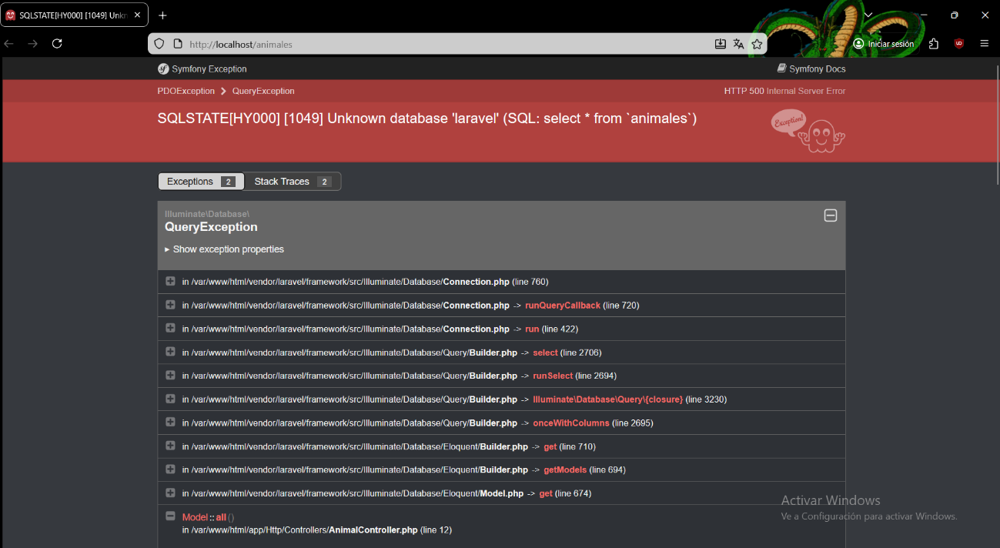 SQLSTATE[HY000] [1049] Unkn
http://localhost/animales
Iniciar sesión
Symfony Exception
Symfony Docs
PDOException QueryException
HTTP 500 Internal Server Error
SQLSTATE[HY000] [1049] Unknown database 'laravel' (SQL: select * from `animales`)
Exception!
Exceptions 2
Stack Traces 2
Illuminate\Database\
QueryException
Show exception properties
in /var/www/html/vendor/laravel/framework/src/Illuminate/Database/Connection.php (line 760)
in /var/www/html/vendor/laravel/framework/src/Illuminate/Database/Connection.php -> runQueryCallback (line 720)
in /var/www/html/vendor/laravel/framework/src/Illuminate/Database/Connection.php -> run (line 422)
in /var/www/html/vendor/laravel/framework/src/Illuminate/Database/Query/Builder.php -> select (line 2706)
in /var/www/html/vendor/laravel/framework/src/Illuminate/Database/Query/Builder.php -> runSelect (line 2694)
in /var/www/html/vendor/laravel/framework/src/Illuminate/Database/Query/Builder.php -> Illuminate\Database\Query\{closure} (line 3230)
in /var/www/html/vendor/laravel/framework/src/Illuminate/Database/Query/Builder.php -> onceWithColumns (line 2695)
in /var/www/html/vendor/laravel/framework/src/Illuminate/Database/Eloquent/Builder.php -> get (line 710)
in /var/www/html/vendor/laravel/framework/src/Illuminate/Database/Eloquent/Builder.php -> getModels (line 694)
in /var/www/html/vendor/laravel/framework/src/Illuminate/Database/Eloquent/Model.php -> get (line 674)
Model::all()
in /var/www/html/app/Http/Controllers/AnimalController.php (line 12)
Activar Windows
Ve a Configuración para activar Windows.